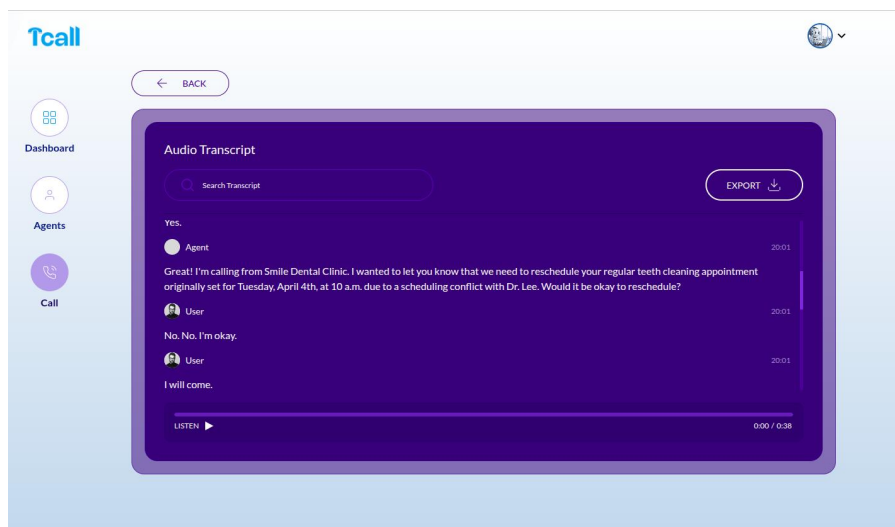 Tcall
BACK
Dashboard
Agents
Call
Audio Transcript
Search Transcript
EXPORT
Yes.
Agent 20:01
Great! I'm calling from Smile Dental Clinic. I wanted to let you know that we need to reschedule your regular teeth cleaning appointment
originally set for Tuesday, April 4th, at 10 a.m. due to a scheduling conflict with Dr. Lee. Would it be okay to reschedule?
User 20:01
No. No. I'm okay.
User 20:01
I will come.
LISTEN 0:00 / 0:38